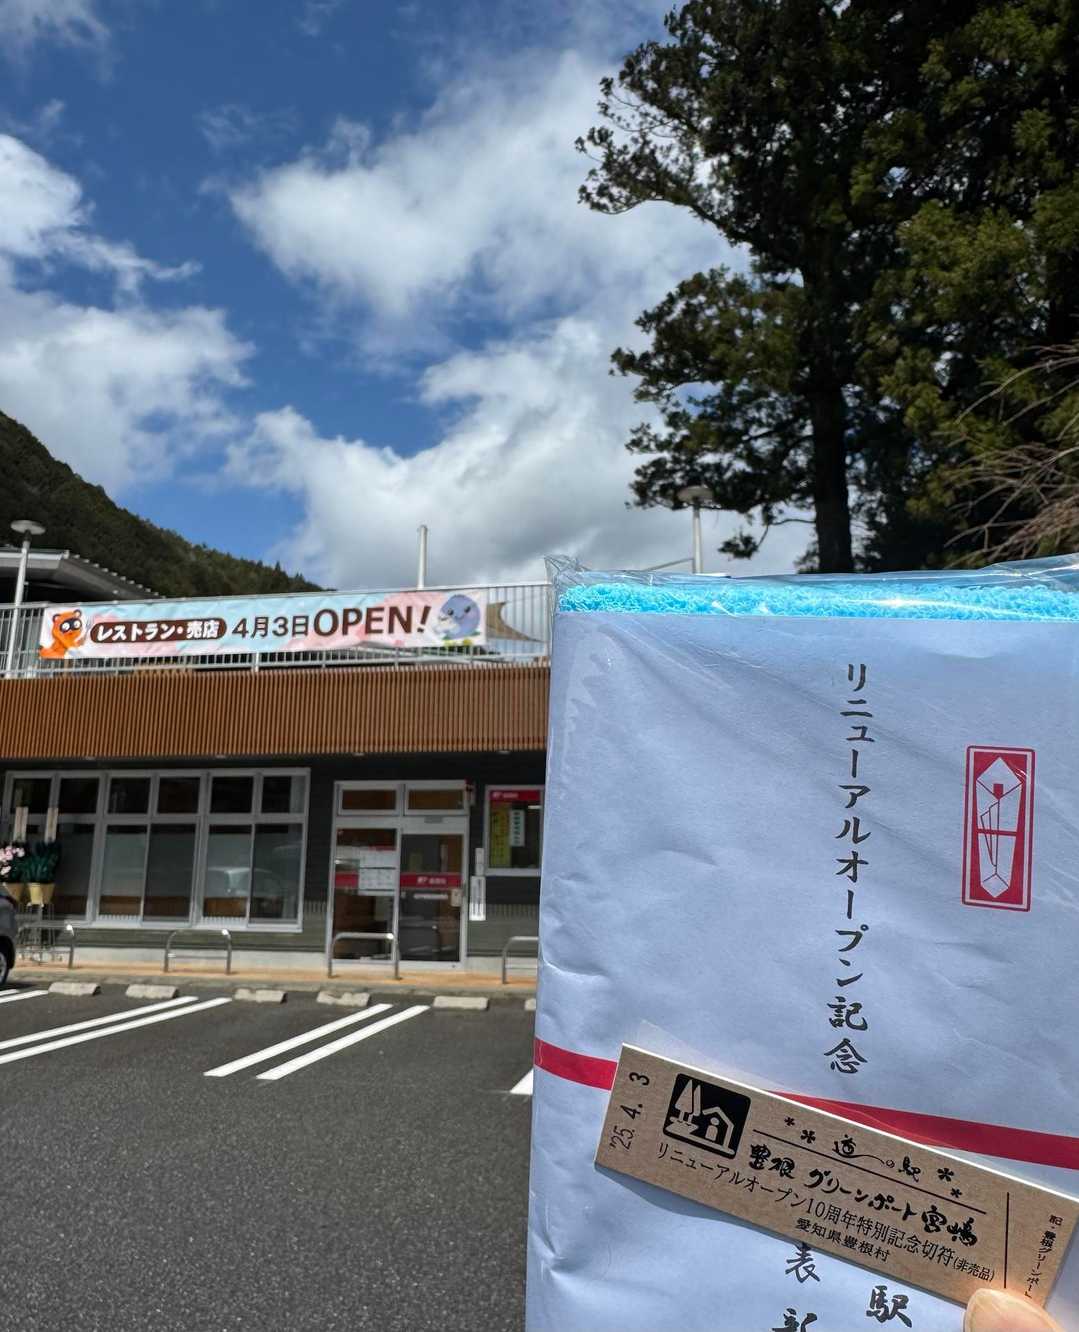 レストラン・売店 4月3日OPEN!
リニューアルオープン記念
'25.4.3
道の駅
豊根 グリーンポート宮嶋
リニューアルオープン10周年特別記念切符(非売品)
愛知県豊根村
駅
表